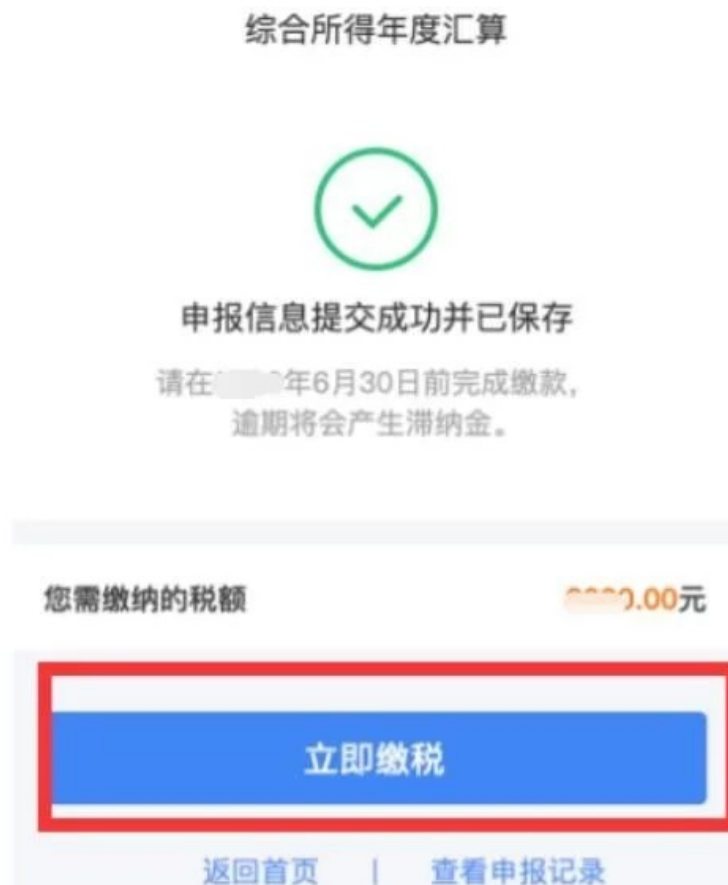 综合所得年度汇算
申报信息提交成功并已保存
请在年6月30日前完成缴款,
逾期将会产生滞纳金。
您需缴纳的税额
.00元
立即缴税
返回首页 | 查看申报记录